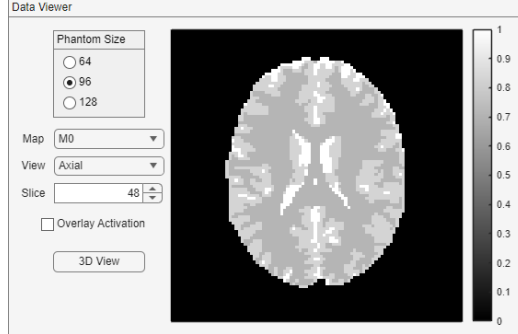 Data Viewer
Phantom Size
64
96
128
Map M0
View Axial
Slice 48
Overlay Activation
3D View
1
0.9
0.8
0.7
0.6
0.5
0.4
0.3
0.2
0.1
0